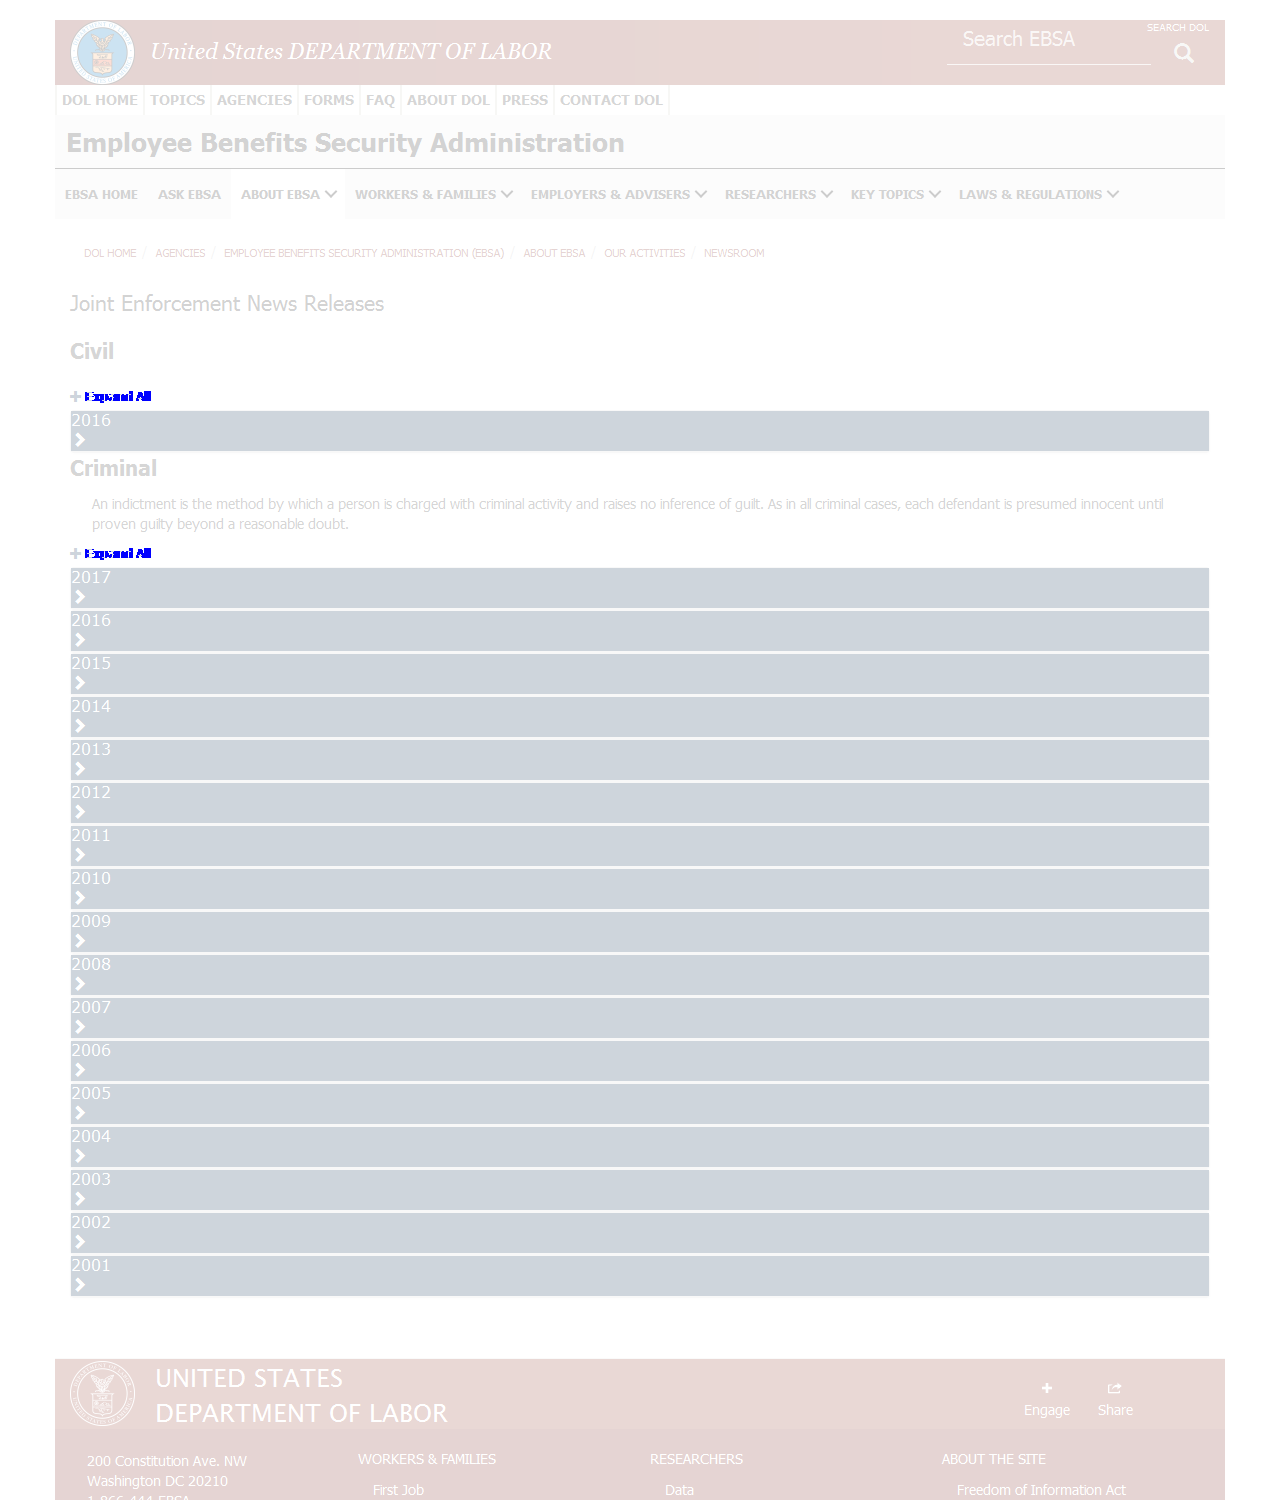 United States DEPARTMENT OF LABOR
Search EBSA
SEARCH DOL
DOL HOME TOPICS AGENCIES FORMS FAQ ABOUT DOL PRESS CONTACT DOL
Employee Benefits Security Administration
EBSA HOME ASK EBSA ABOUT EBSA WORKERS & FAMILIES EMPLOYERS & ADVISERS RESEARCHERS KEY TOPICS LAWS & REGULATIONS
DOL HOME / AGENCIES / EMPLOYEE BENEFITS SECURITY ADMINISTRATION (EBSA) / ABOUT EBSA / OUR ACTIVITIES / NEWSROOM
Joint Enforcement News Releases
Civil
Expand All
2016
Criminal
An indictment is the method by which a person is charged with criminal activity and raises no inference of guilt. As in all criminal cases, each defendant is presumed innocent until
proven guilty beyond a reasonable doubt.
Expand All
2017
2016
2015
2014
2013
2012
2011
2010
2009
2008
2007
2006
2005
2004
2003
2002
2001
UNITED STATES
DEPARTMENT OF LABOR
Engage Share
200 Constitution Ave. NW
Washington DC 20210
1-866-444-EBSA
WORKERS & FAMILIES
First Job
RESEARCHERS
Data
ABOUT THE SITE
Freedom of Information Act